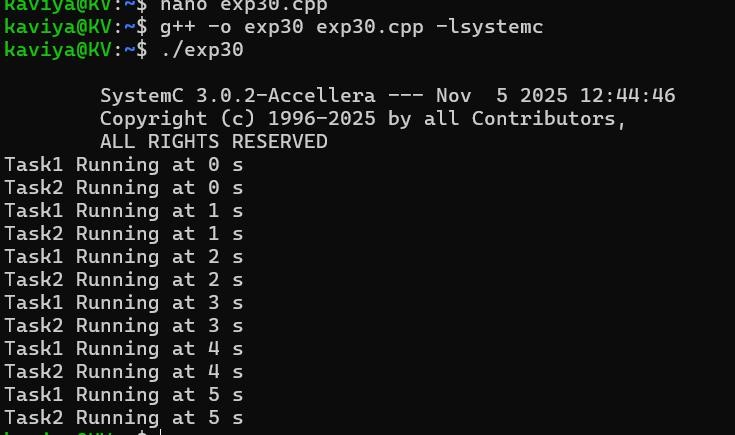 kaviya@KV:~$ nano exp30.cpp
kaviya@KV:~$ g++ -o exp30 exp30.cpp -lsystemc
kaviya@KV:~$ ./exp30
SystemC 3.0.2-Accellera --- Nov  5 2025 12:44:46
Copyright (c) 1996-2025 by all Contributors,
ALL RIGHTS RESERVED
Task1 Running at 0 s
Task2 Running at 0 s
Task1 Running at 1 s
Task2 Running at 1 s
Task1 Running at 2 s
Task2 Running at 2 s
Task1 Running at 3 s
Task2 Running at 3 s
Task1 Running at 4 s
Task2 Running at 4 s
Task1 Running at 5 s
Task2 Running at 5 s
kaviya@KV:~$